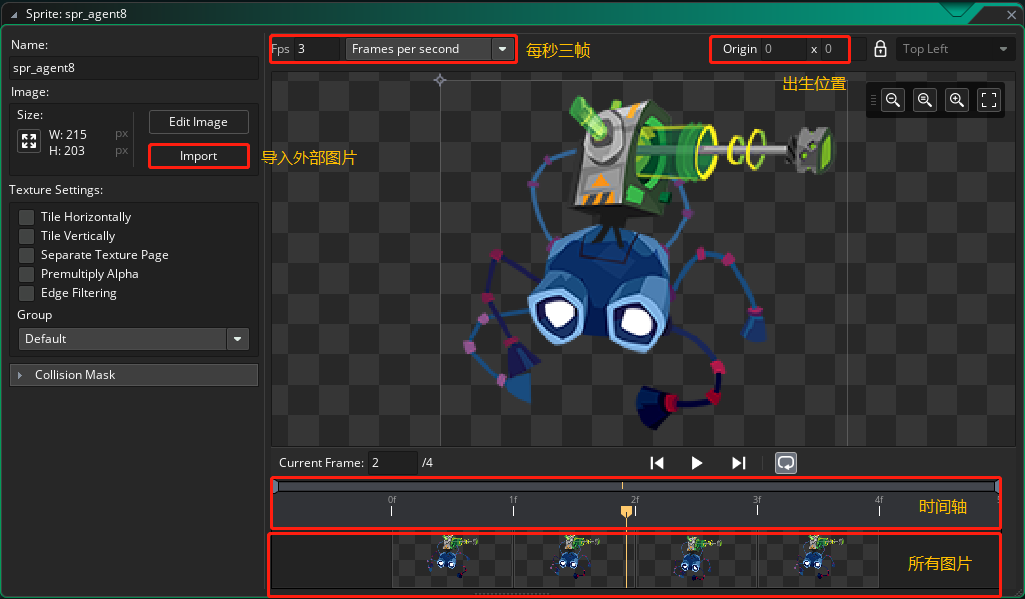 Sprite: spr_agent8
Name:
spr_agent8
Image:
Size:
W: 215 px
H: 203 px
Edit Image
Import
导入外部图片
Texture Settings:
Tile Horizontally
Tile Vertically
Separate Texture Page
Premultiply Alpha
Edge Filtering
Group
Default
Collision Mask
Fps 3 Frames per second
每秒三帧
Origin 0 x 0
Top Left
出生位置
Current Frame: 2 /4
0f 1f 2f 3f 4f
时间轴
所有图片